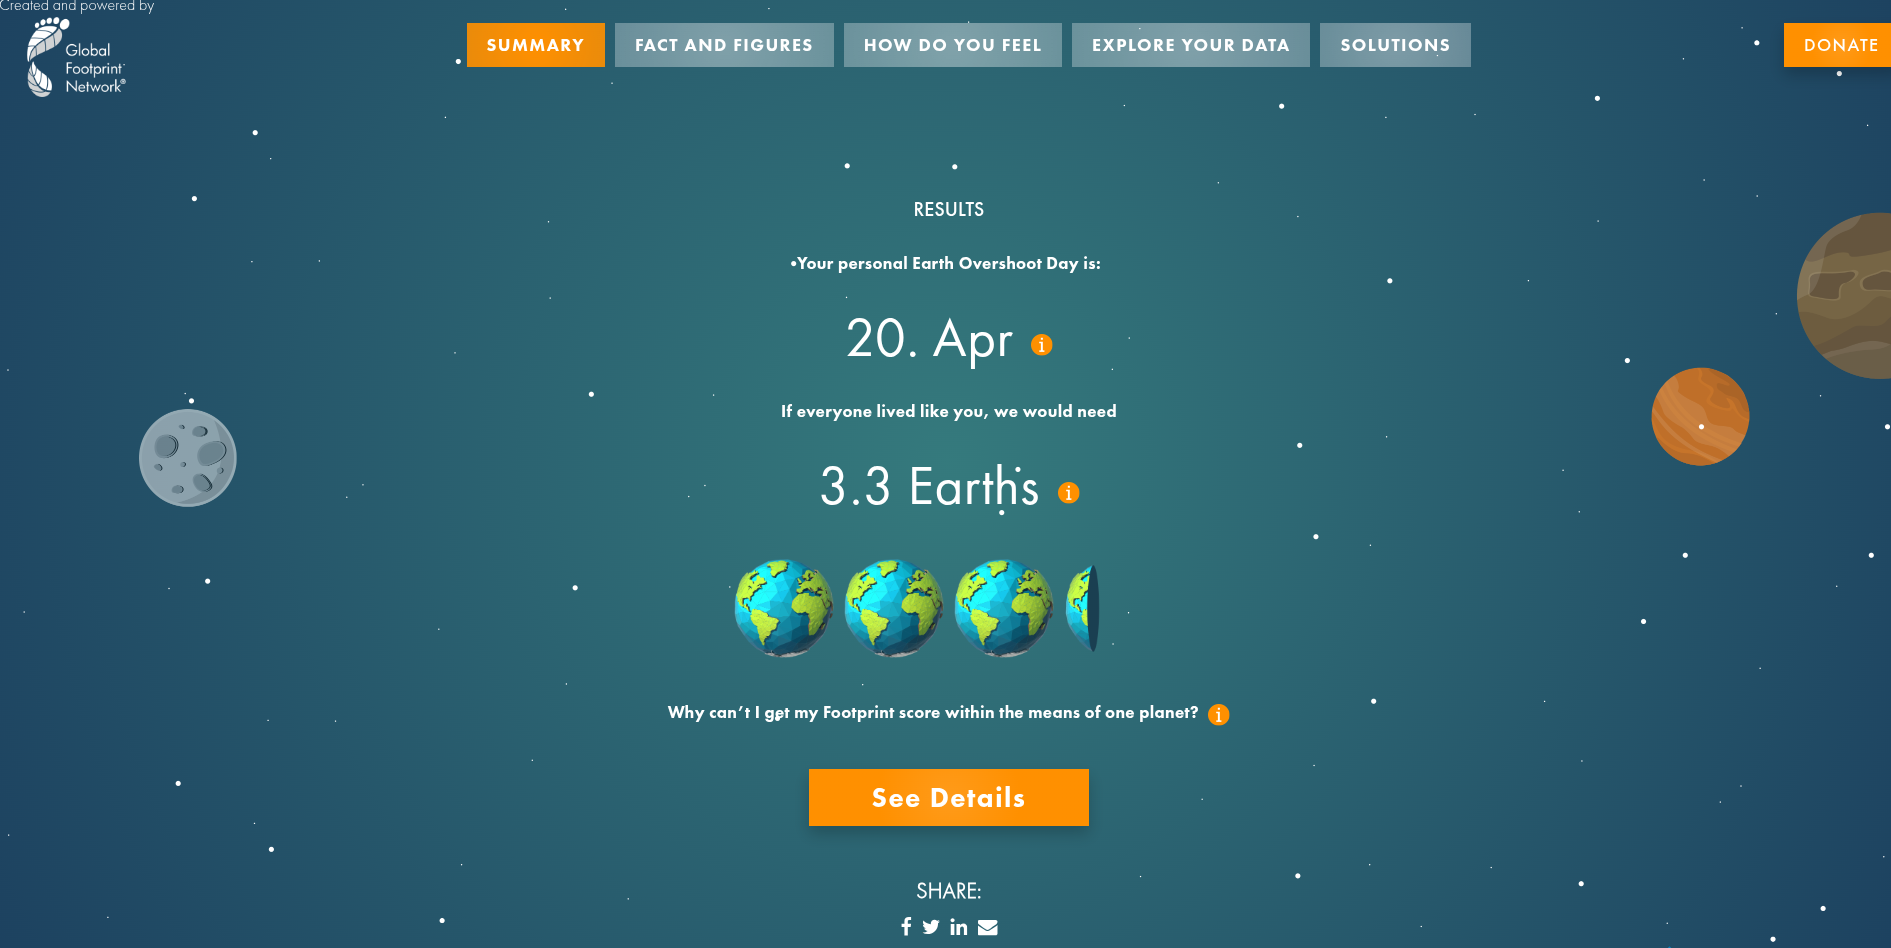 Created and powered by
Global
Footprint
Network®
SUMMARY
FACT AND FIGURES
HOW DO YOU FEEL
EXPLORE YOUR DATA
SOLUTIONS
DONATE
RESULTS
Your personal Earth Overshoot Day is:
20. Apr i
If everyone lived like you, we would need
3.3 Earths i
Why can’t I get my Footprint score within the means of one planet? i
See Details
SHARE: